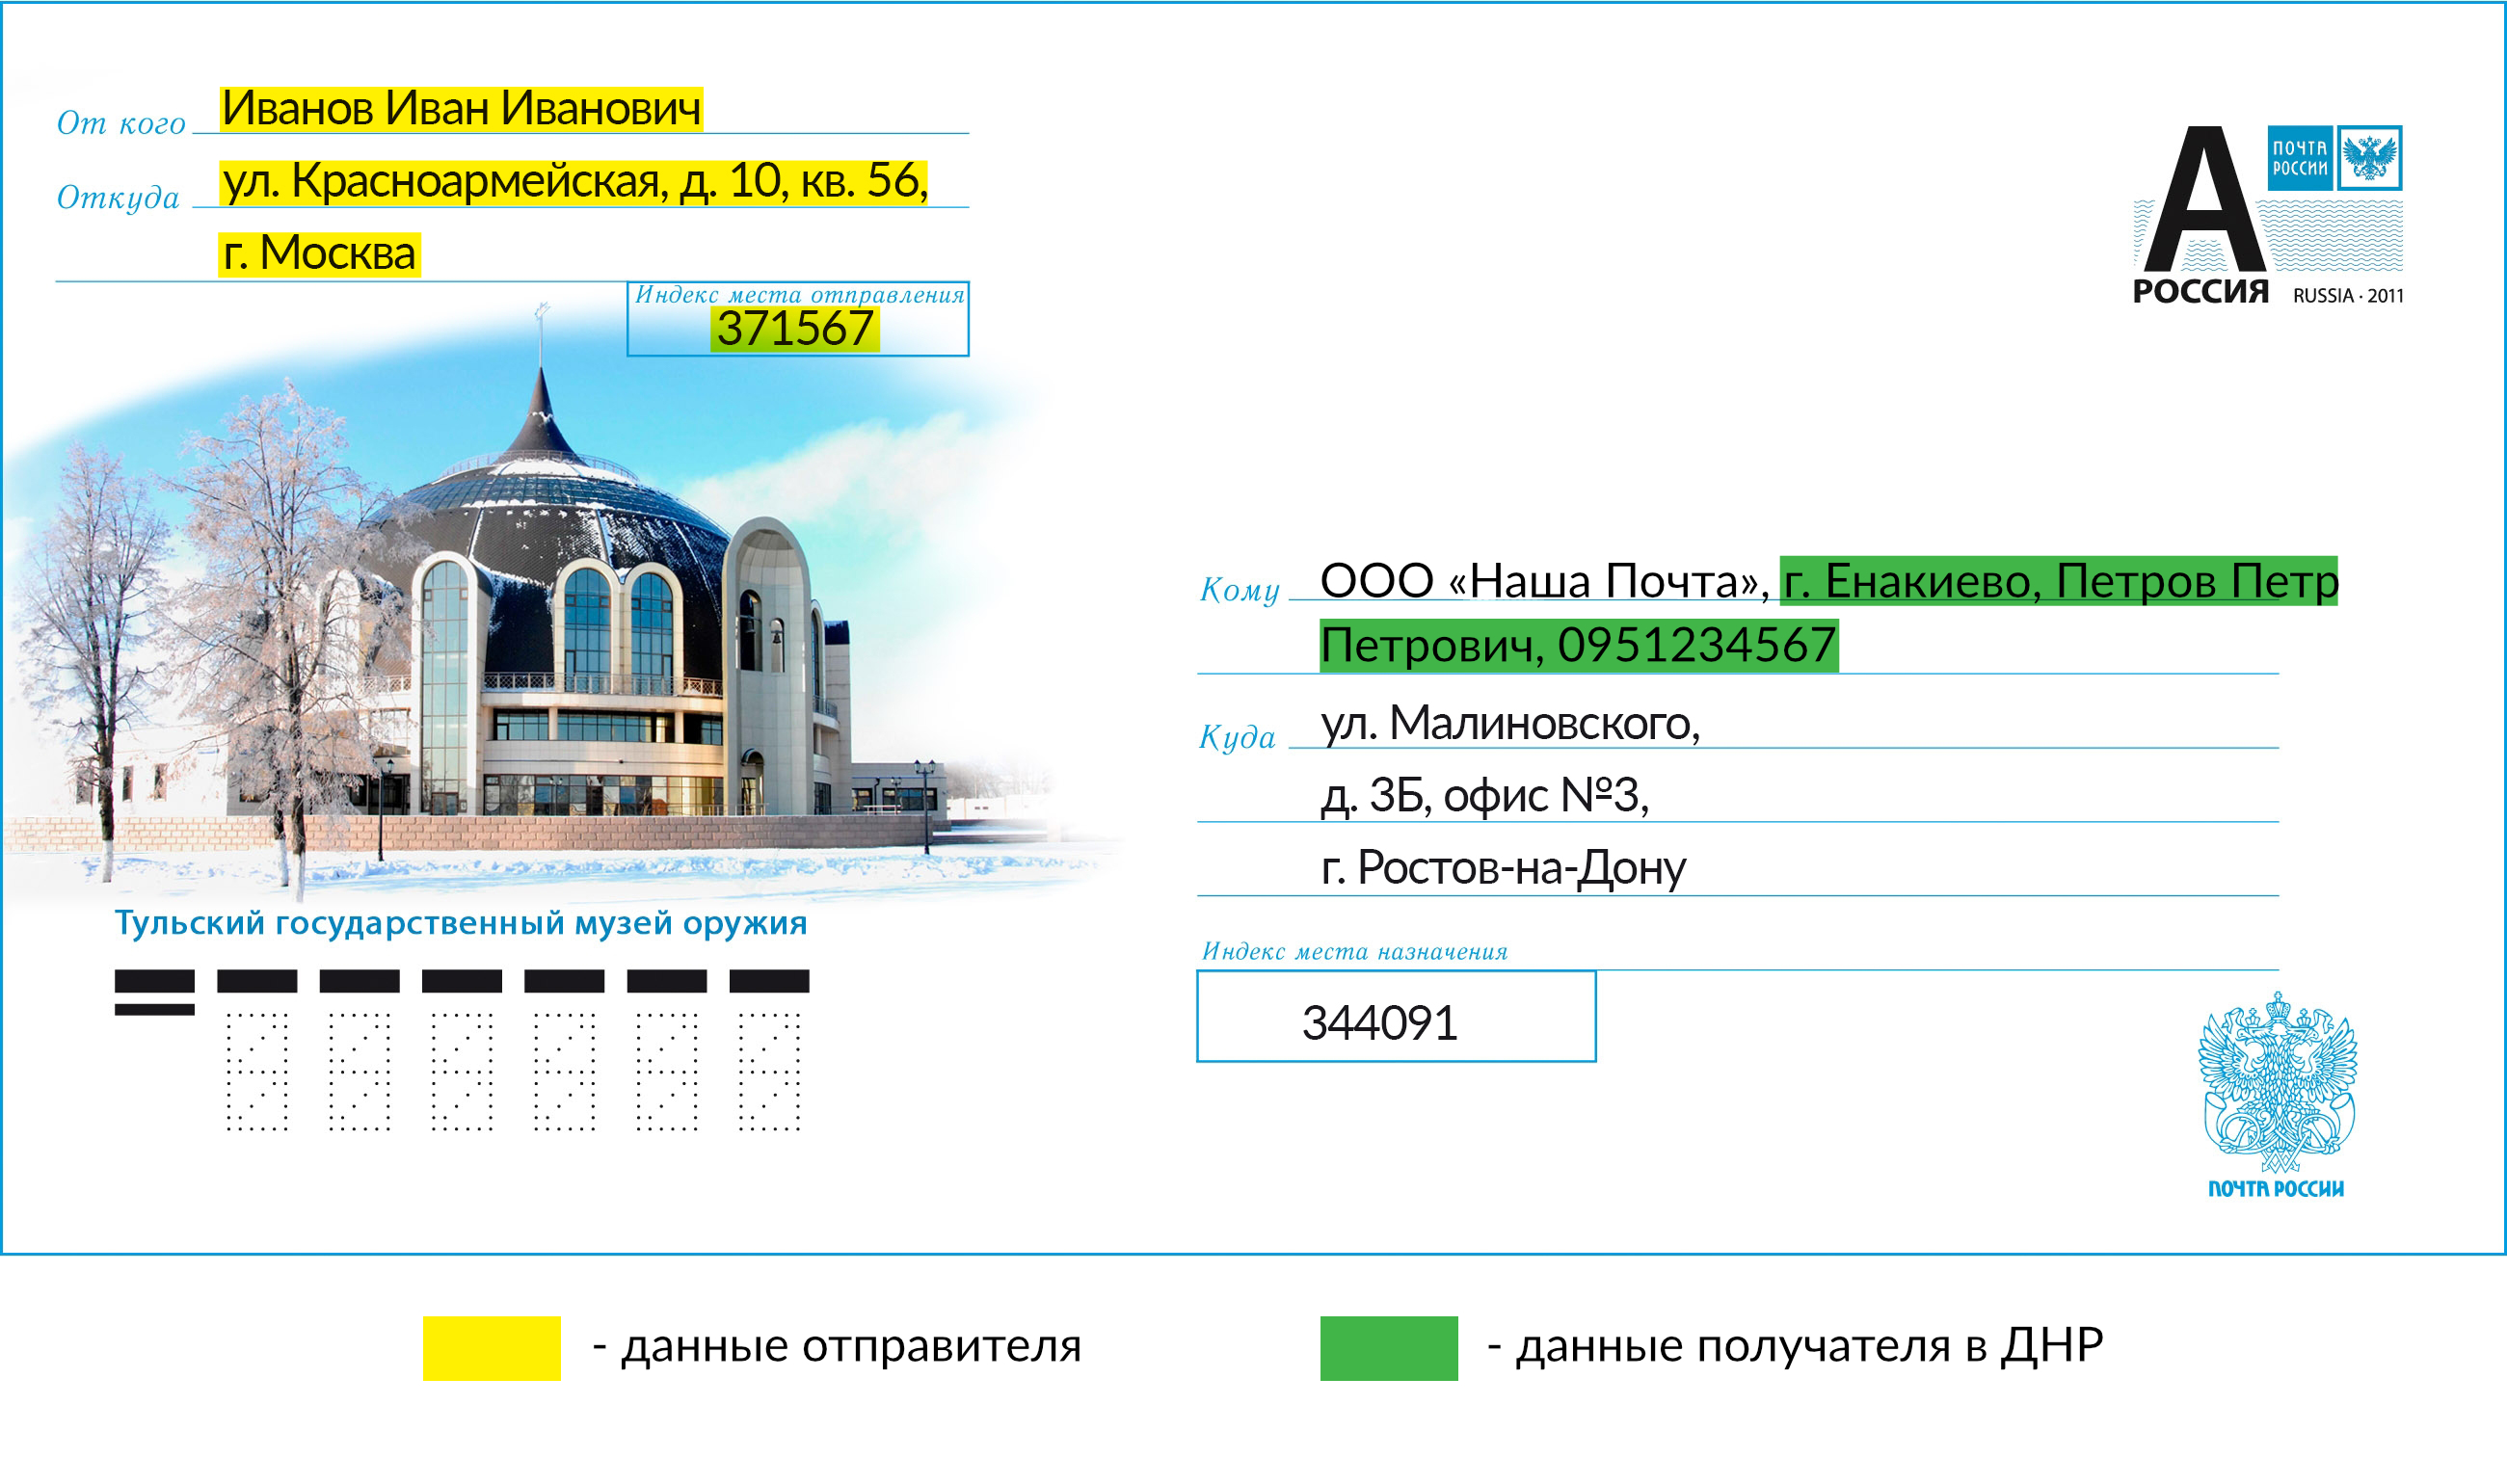 От кого Иванов Иван Иванович
Откуда ул. Красноармейская, д. 10, кв. 56,
г. Москва
Индекс места отправления
371567
ПОЧТА
РОССИИ
А
РОССИЯ RUSSIA · 2011
Кому ООО «Наша Почта», г. Енакиево, Петров Петр
Петрович, 0951234567
Куда ул. Малиновского,
д. 3Б, офис №3,
г. Ростов-на-Дону
Индекс места назначения
344091
Тульский государственный музей оружия
ПОЧТА РОССИИ
- данные отправителя
- данные получателя в ДНР